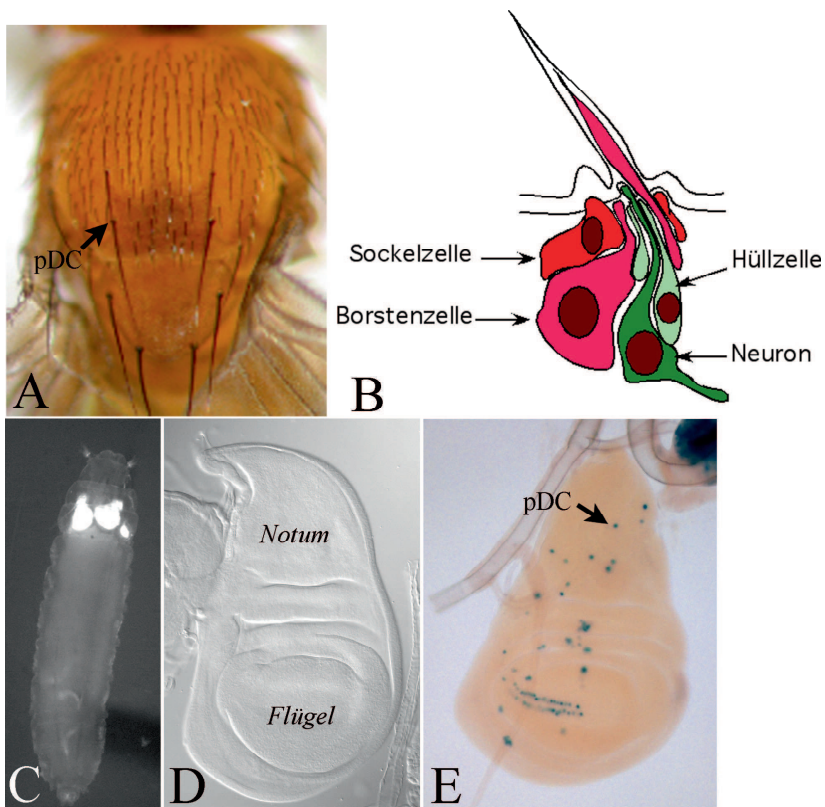 pDC
A
Sockelzelle
Borstenzelle
Hüllzelle
Neuron
B
C
Notum
Flügel
D
pDC
E